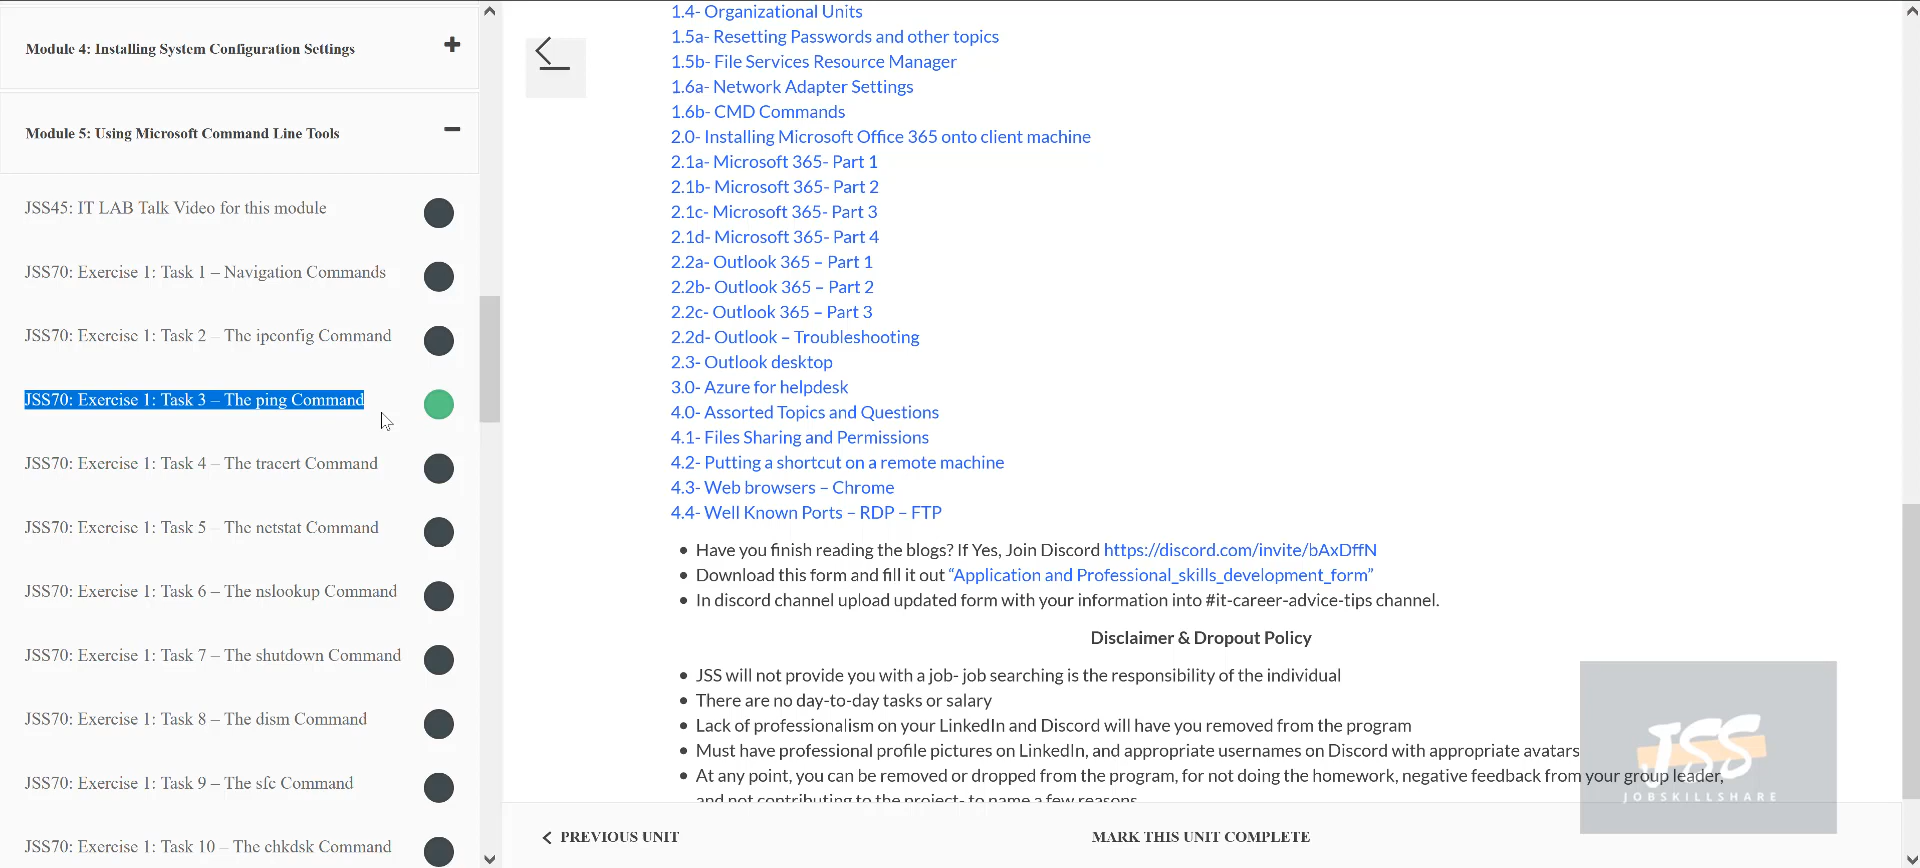 Module 4: Installing System Configuration Settings
Module 5: Using Microsoft Command Line Tools
JSS45: IT LAB Talk Video for this module
JSS70: Exercise 1: Task 1 – Navigation Commands
JSS70: Exercise 1: Task 2 – The ipconfig Command
JSS70: Exercise 1: Task 3 – The ping Command
JSS70: Exercise 1: Task 4 – The tracert Command
JSS70: Exercise 1: Task 5 – The netstat Command
JSS70: Exercise 1: Task 6 – The nslookup Command
JSS70: Exercise 1: Task 7 – The shutdown Command
JSS70: Exercise 1: Task 8 – The dism Command
JSS70: Exercise 1: Task 9 – The sfc Command
JSS70: Exercise 1: Task 10 – The chkdsk Command
1.4- Organizational Units
1.5a- Resetting Passwords and other topics
1.5b- File Services Resource Manager
1.6a- Network Adapter Settings
1.6b- CMD Commands
2.0- Installing Microsoft Office 365 onto client machine
2.1a- Microsoft 365- Part 1
2.1b- Microsoft 365- Part 2
2.1c- Microsoft 365- Part 3
2.1d- Microsoft 365- Part 4
2.2a- Outlook 365 – Part 1
2.2b- Outlook 365 – Part 2
2.2c- Outlook 365 – Part 3
2.2d- Outlook – Troubleshooting
2.3- Outlook desktop
3.0- Azure for helpdesk
4.0- Assorted Topics and Questions
4.1- Files Sharing and Permissions
4.2- Putting a shortcut on a remote machine
4.3- Web browsers – Chrome
4.4- Well Known Ports – RDP – FTP
• Have you finish reading the blogs? If Yes, Join Discord https://discord.com/invite/bAxDffN
• Download this form and fill it out “Application and Professional_skills_development_form”
• In discord channel upload updated form with your information into #it-career-advice-tips channel.
Disclaimer & Dropout Policy
• JSS will not provide you with a job- job searching is the responsibility of the individual
• There are no day-to-day tasks or salary
• Lack of professionalism on your LinkedIn and Discord will have you removed from the program
• Must have professional profile pictures on LinkedIn, and appropriate usernames on Discord with appropriate avatars
• At any point, you can be removed or dropped from the program, for not doing the homework, negative feedback from your group leader,
and not contributing to the project- to name a few reasons
JSS
JOBSKILLSHARE
PREVIOUS UNIT
MARK THIS UNIT COMPLETE